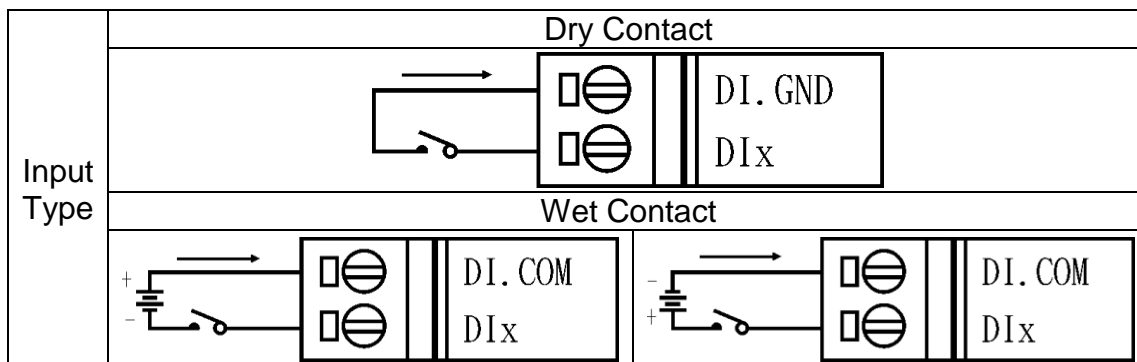 Input
Type
Dry Contact
DI.GND
DIx
Wet Contact
+
-
DI.COM
DIx
-
+
DI.COM
DIx